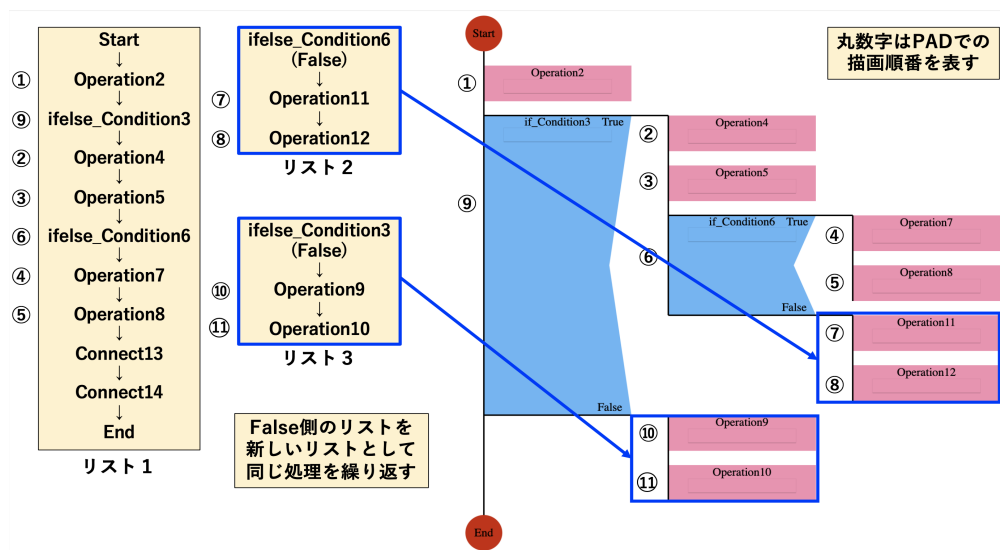 Start
↓
① Operation2
↓
⑨ ifelse_Condition3
↓
② Operation4
↓
③ Operation5
↓
⑥ ifelse_Condition6
↓
④ Operation7
↓
⑤ Operation8
↓
Connect13
↓
Connect14
↓
End
リスト1
ifelse_Condition6
(False)
↓
⑦ Operation11
↓
⑧ Operation12
リスト2
ifelse_Condition3
(False)
↓
⑩ Operation9
↓
⑪ Operation10
リスト3
False側のリストを
新しいリストとして
同じ処理を繰り返す
Start
① Operation2
⑨ if_Condition3 True
② Operation4
③ Operation5
⑥ if_Condition6 True
④ Operation7
⑤ Operation8
False
⑦ Operation11
⑧ Operation12
False
⑩ Operation9
⑪ Operation10
End
丸数字はPADでの
描画順番を表す